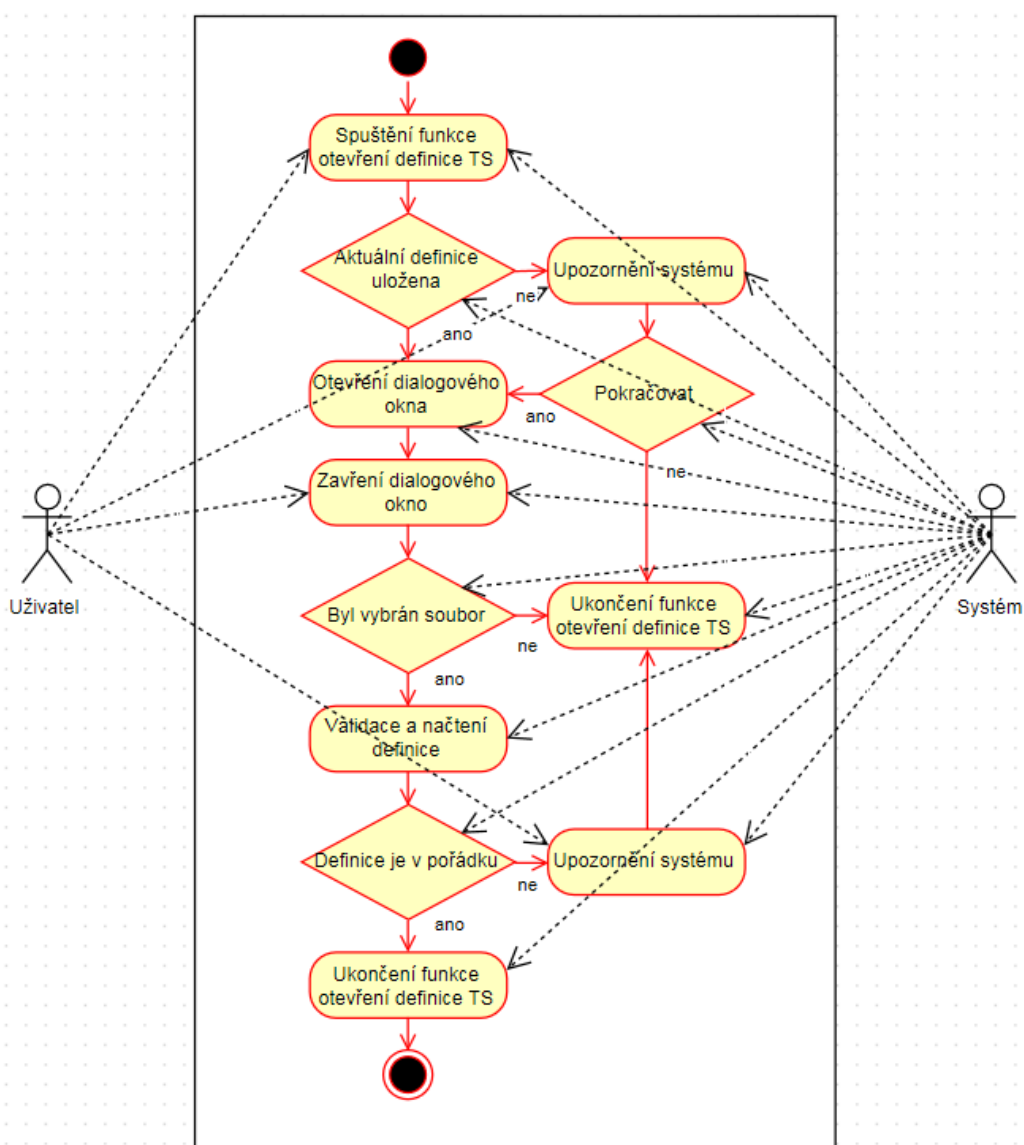 Spuštění funkce
otevření definice TS
Aktuální definice
uložena
Upozornění systému
ne
ano
Otevření dialogového
okna
Pokračovat
ano
ne
Zavření dialogového
okno
Uživatel
Systém
Byl vybrán soubor
Ukončení funkce
otevření definice TS
ne
ano
Validace a načtení
definice
Definice je v pořádku
Upozornění systému
ne
ano
Ukončení funkce
otevření definice TS